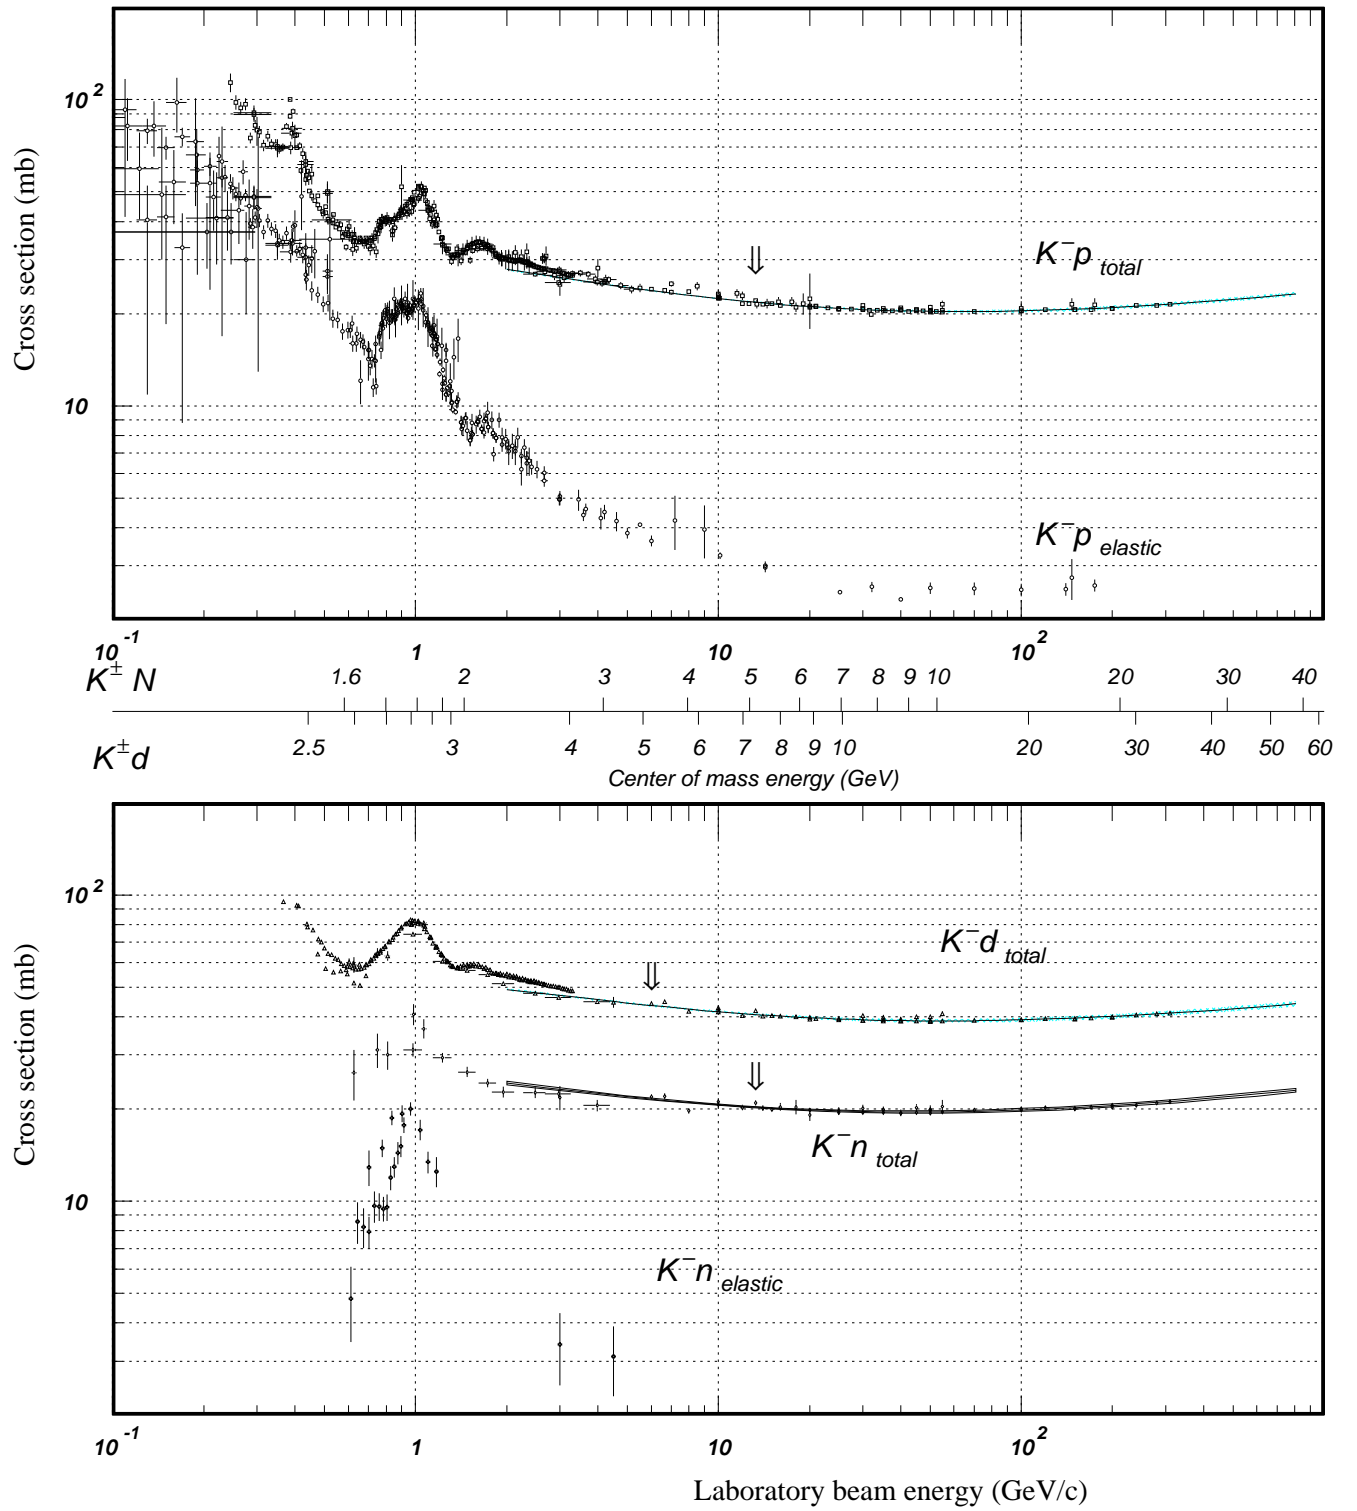 10 2
10
Cross section (mb)
K−p total
K−p elastic
10 -1 1 10 10 2
K± N 1.6 2 3 4 5 6 7 8 9 10 20 30 40
K±d 2.5 3 4 5 6 7 8 9 10 20 30 40 50 60
Center of mass energy (GeV)
10 2
10
Cross section (mb)
K−d total
K−n total
K−n elastic
10 -1 1 10 10 2
Laboratory beam energy (GeV/c)